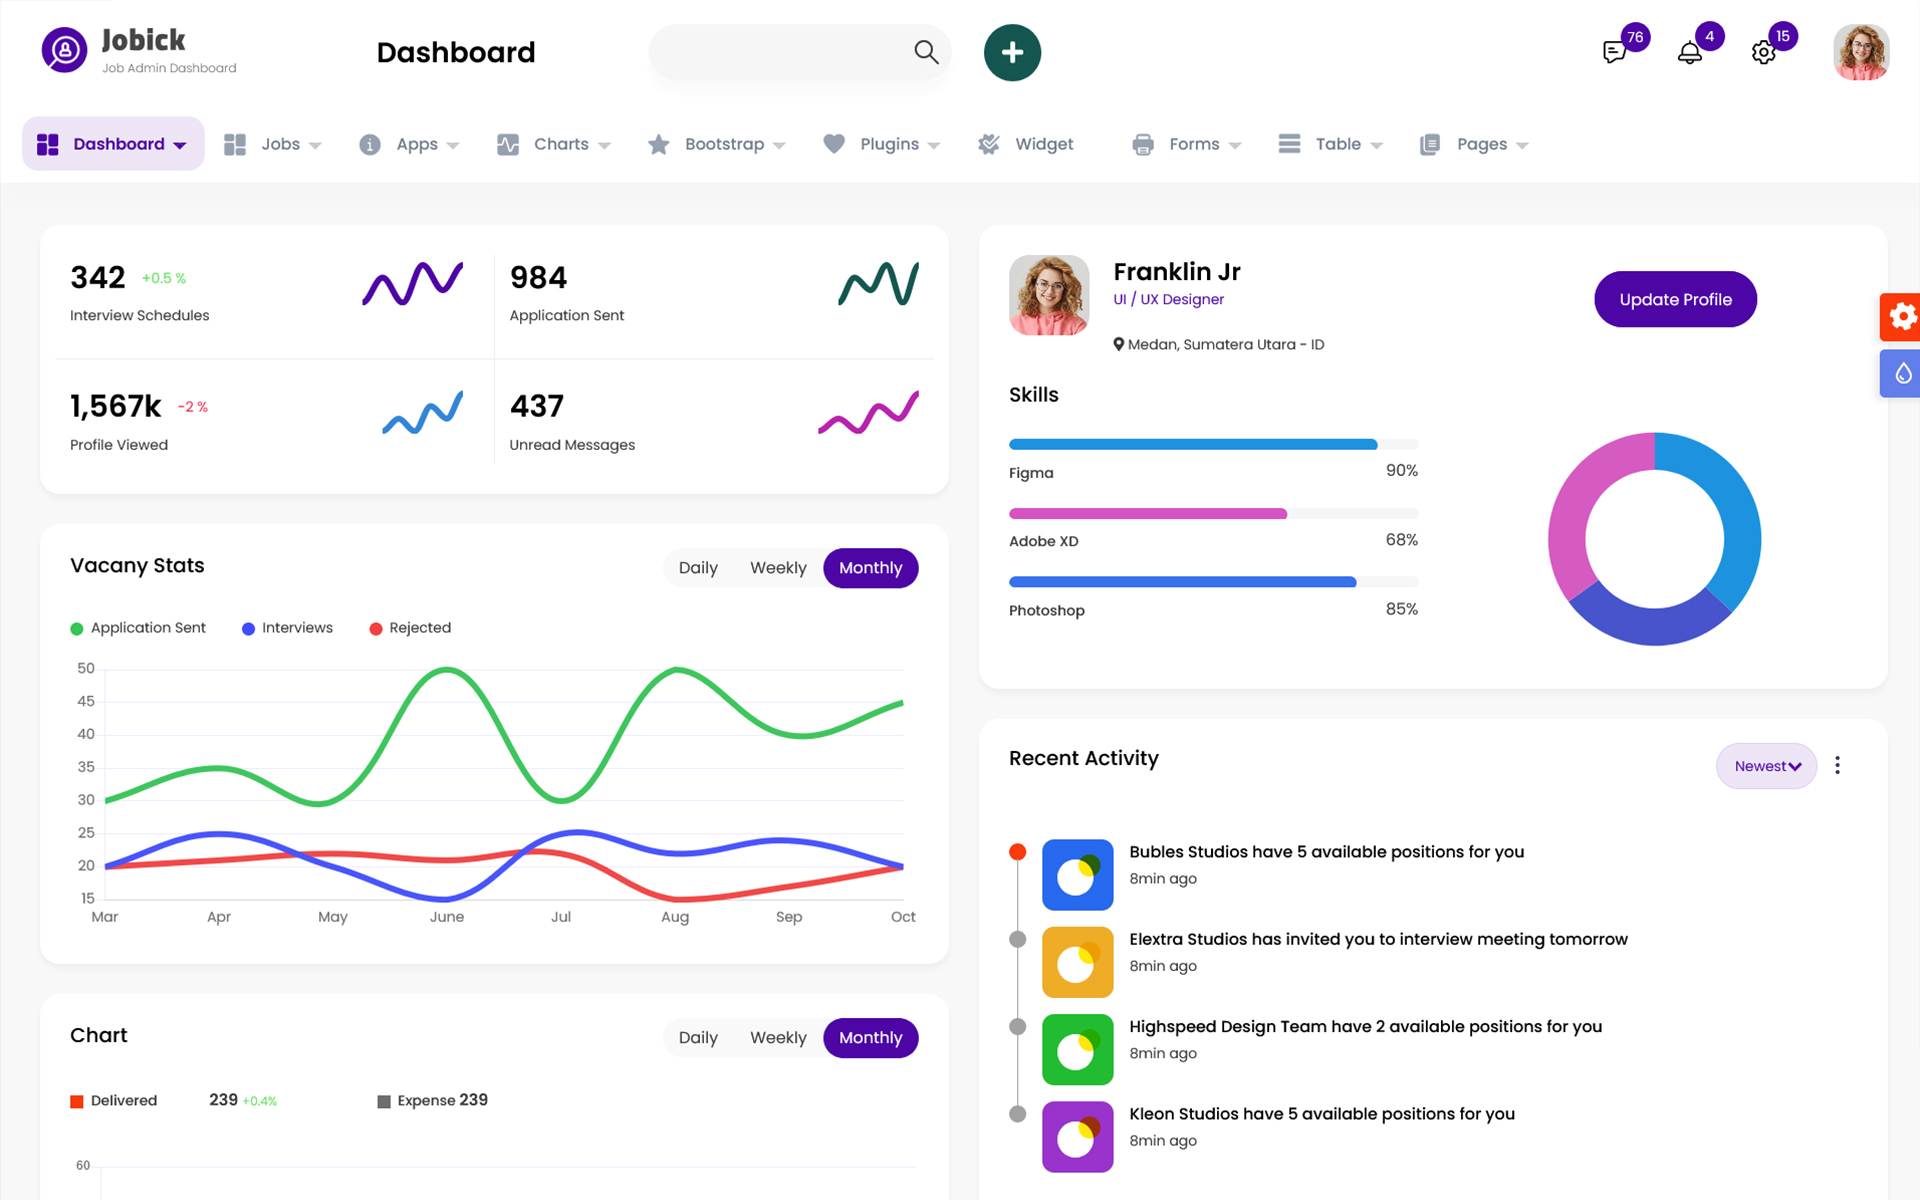 Jobick
Job Admin Dashboard
Dashboard
76
4
15
Dashboard
Jobs
Apps
Charts
Bootstrap
Plugins
Widget
Forms
Table
Pages
342 +0.5 %
Interview Schedules
984
Application Sent
1,567k -2 %
Profile Viewed
437
Unread Messages
Franklin Jr
UI / UX Designer
Medan, Sumatera Utara - ID
Update Profile
Skills
Figma 90%
Adobe XD 68%
Photoshop 85%
Vacany Stats
Daily Weekly Monthly
Application Sent Interviews Rejected
50
45
40
35
30
25
20
15
Mar Apr May June Jul Aug Sep Oct
Recent Activity
Newest
Bubles Studios have 5 available positions for you
8min ago
Elextra Studios has invited you to interview meeting tomorrow
8min ago
Highspeed Design Team have 2 available positions for you
8min ago
Kleon Studios have 5 available positions for you
8min ago
Chart
Daily Weekly Monthly
Delivered 239 +0.4% Expense 239
60